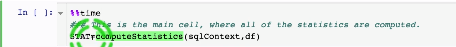 In [ ]: %%time
### This is the main cell, where all of the statistics are computed.
STAT=computeStatistics(sqlContext,df)